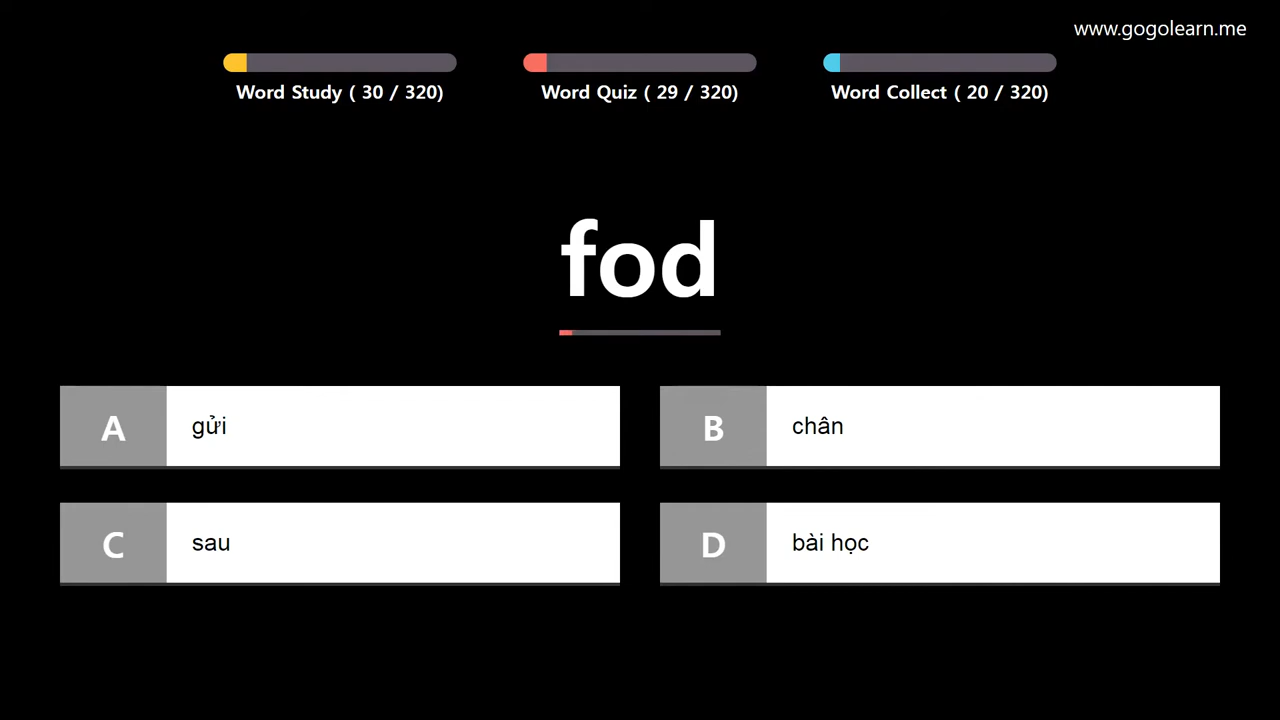 www.gogolearn.me
Word Study ( 30 / 320)
Word Quiz ( 29 / 320)
Word Collect ( 20 / 320)
fod
A gửi
B chân
C sau
D bài học